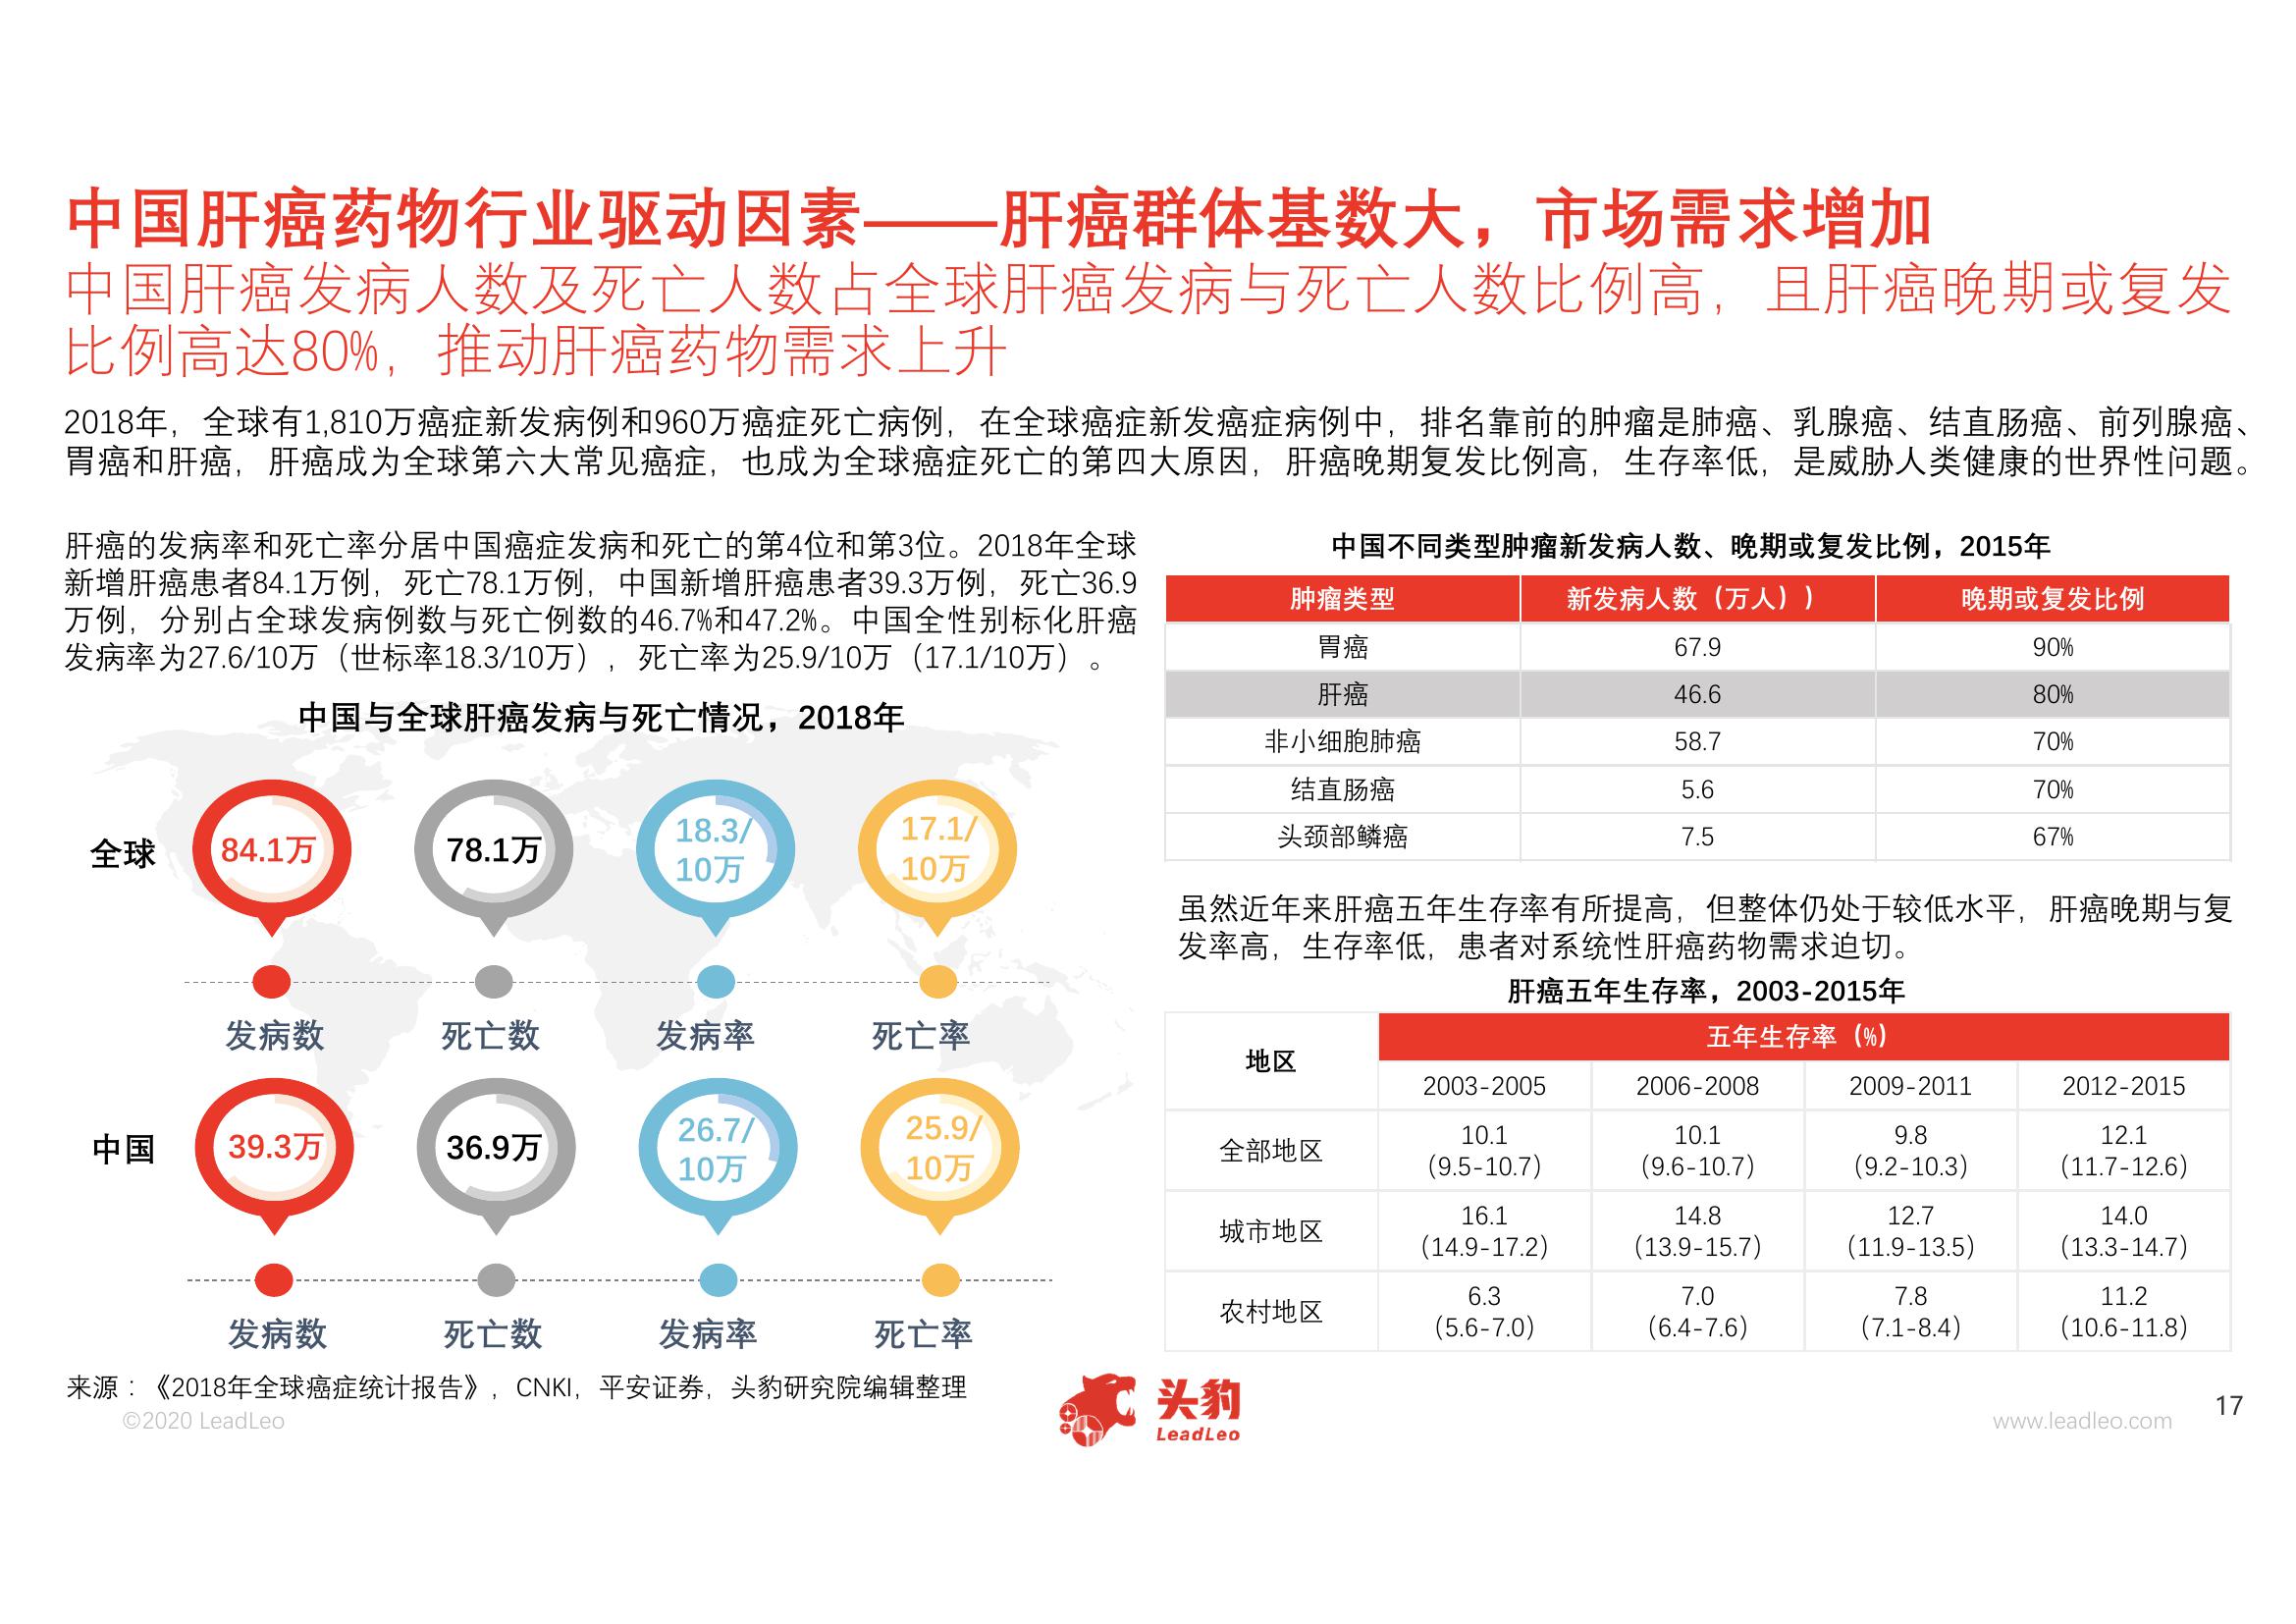 中国肝癌药物行业驱动因素——肝癌群体基数大，市场需求增加
中国肝癌发病人数及死亡人数占全球肝癌发病与死亡人数比例高，且肝癌晚期或复发
比例高达80%，推动肝癌药物需求上升
2018年，全球有1,810万癌症新发病例和960万癌症死亡病例，在全球癌症新发癌症病例中，排名靠前的肿瘤是肺癌、乳腺癌、结直肠癌、前列腺癌、
胃癌和肝癌，肝癌成为全球第六大常见癌症，也成为全球癌症死亡的第四大原因，肝癌晚期复发比例高，生存率低，是威胁人类健康的世界性问题。
肝癌的发病率和死亡率分居中国癌症发病和死亡的第4位和第3位。2018年全球
新增肝癌患者84.1万例，死亡78.1万例，中国新增肝癌患者39.3万例，死亡36.9
万例，分别占全球发病例数与死亡例数的46.7%和47.2%。中国全性别标化肝癌
发病率为27.6/10万（世标率18.3/10万），死亡率为25.9/10万（17.1/10万）。
中国与全球肝癌发病与死亡情况，2018年
全球
84.1万
78.1万
18.3/
10万
17.1/
10万
发病数
死亡数
发病率
死亡率
中国
39.3万
36.9万
26.7/
10万
25.9/
10万
发病数
死亡数
发病率
死亡率
中国不同类型肿瘤新发病人数、晚期或复发比例，2015年
肿瘤类型 新发病人数（万人）） 晚期或复发比例
胃癌 67.9 90%
肝癌 46.6 80%
非小细胞肺癌 58.7 70%
结直肠癌 5.6 70%
头颈部鳞癌 7.5 67%
虽然近年来肝癌五年生存率有所提高，但整体仍处于较低水平，肝癌晚期与复
发率高，生存率低，患者对系统性肝癌药物需求迫切。
肝癌五年生存率，2003-2015年
地区 五年生存率（%）
2003-2005 2006-2008 2009-2011 2012-2015
全部地区 10.1 10.1 9.8 12.1
（9.5-10.7） （9.6-10.7） （9.2-10.3） （11.7-12.6）
城市地区 16.1 14.8 12.7 14.0
（14.9-17.2） （13.9-15.7） （11.9-13.5） （13.3-14.7）
农村地区 6.3 7.0 7.8 11.2
（5.6-7.0） （6.4-7.6） （7.1-8.4） （10.6-11.8）
来源：《2018年全球癌症统计报告》，CNKI，平安证券，头豹研究院编辑整理
©2020 LeadLeo
头豹
LeadLeo
www.leadleo.com
17